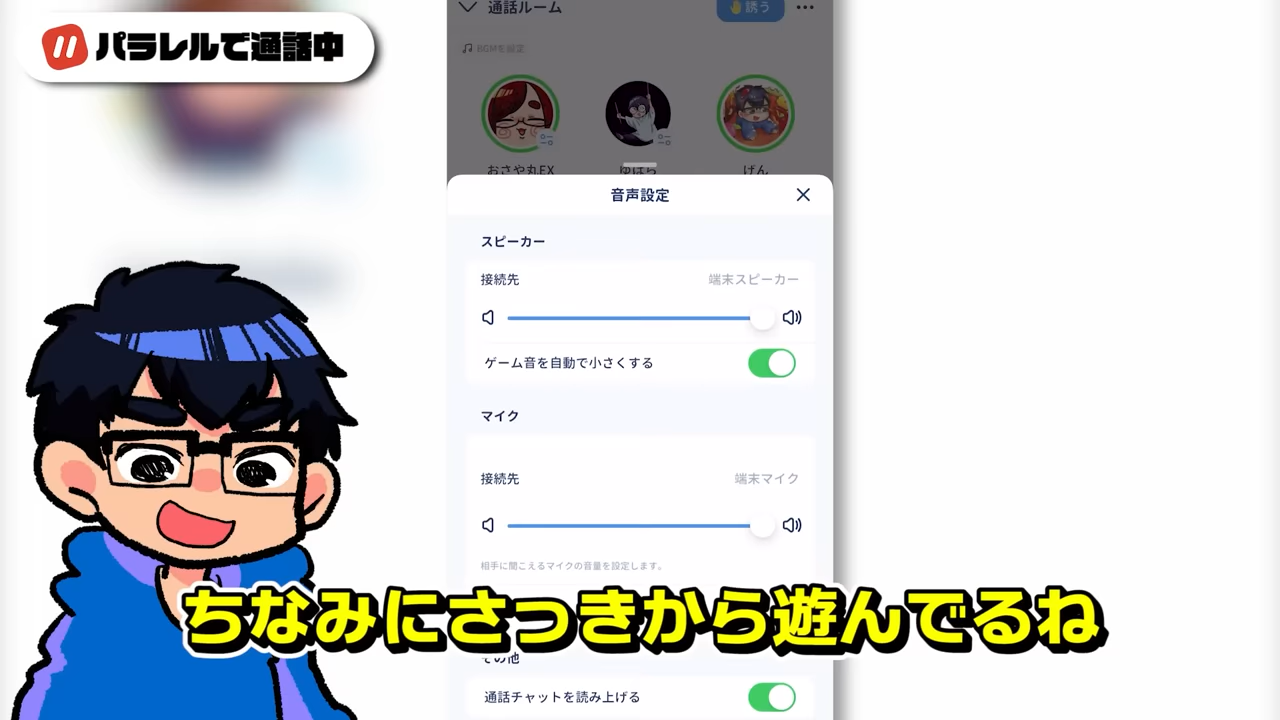 パラレルで通話中
通話ルーム
誘う
BGMを設定
おさや丸EX
ゆはら
げん
音声設定
スピーカー
接続先
端末スピーカー
ゲーム音を自動で小さくする
マイク
接続先
端末マイク
相手に聞こえるマイクの音量を設定します。
ちなみにさっきから遊んでるね
その他
通話チャットを読み上げる